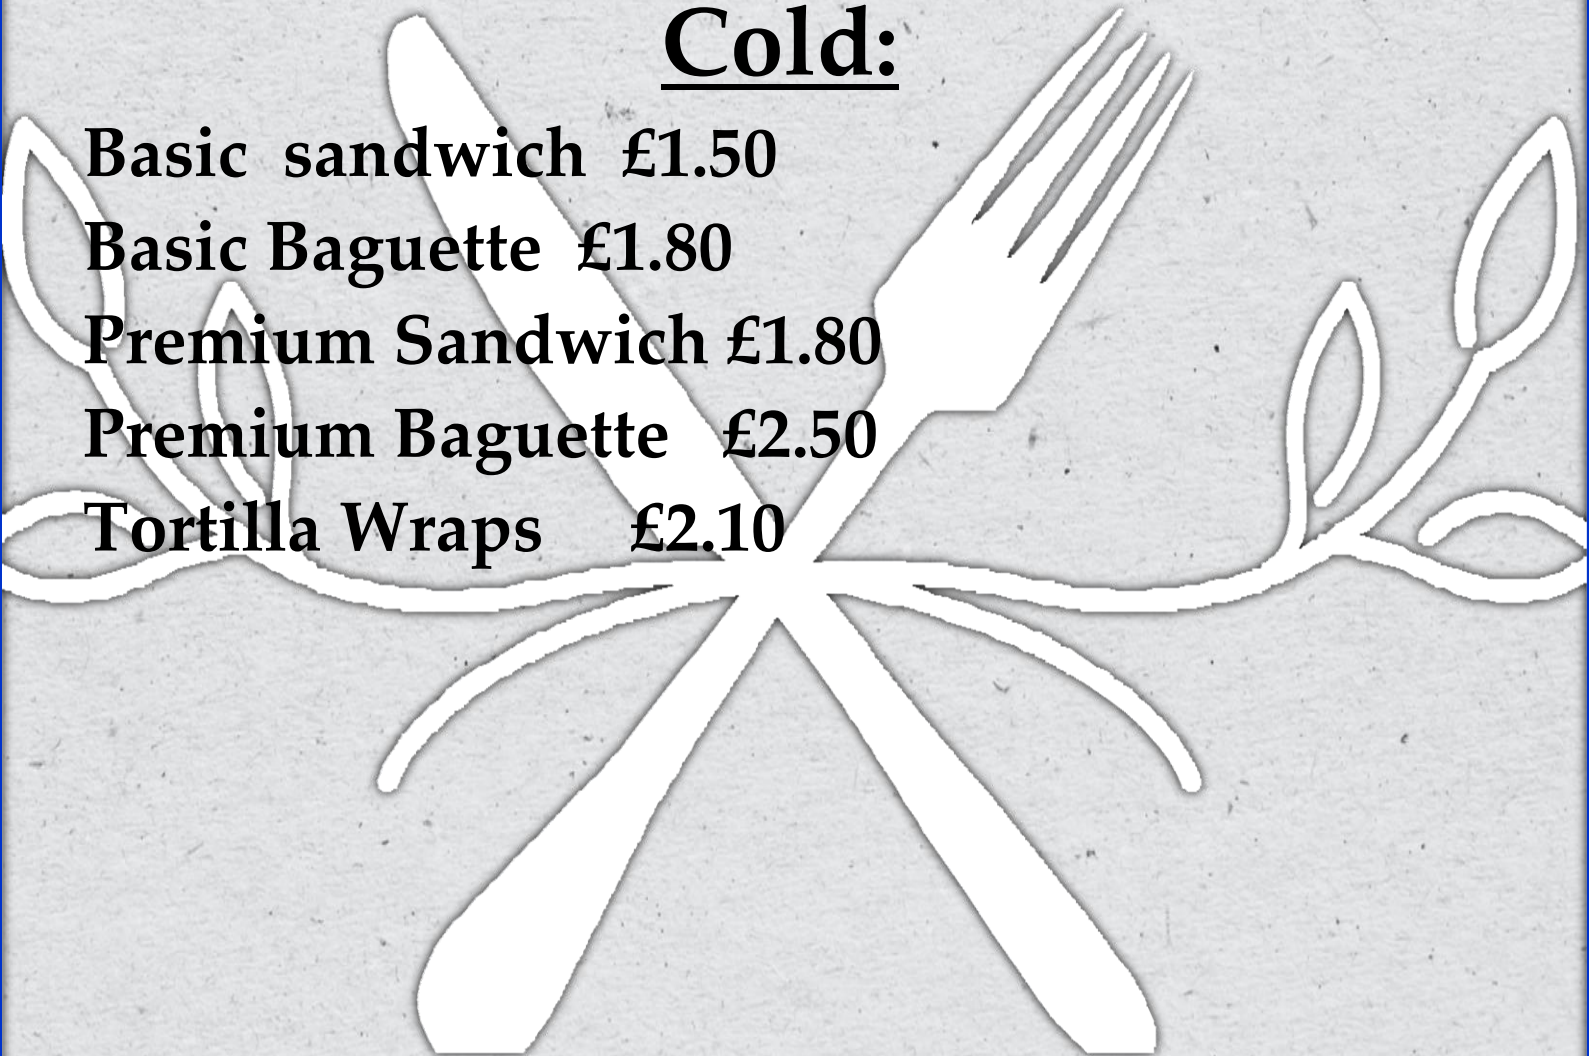 Cold:
Basic sandwich £1.50
Basic Baguette £1.80
Premium Sandwich £1.80
Premium Baguette £2.50
Tortilla Wraps £2.10